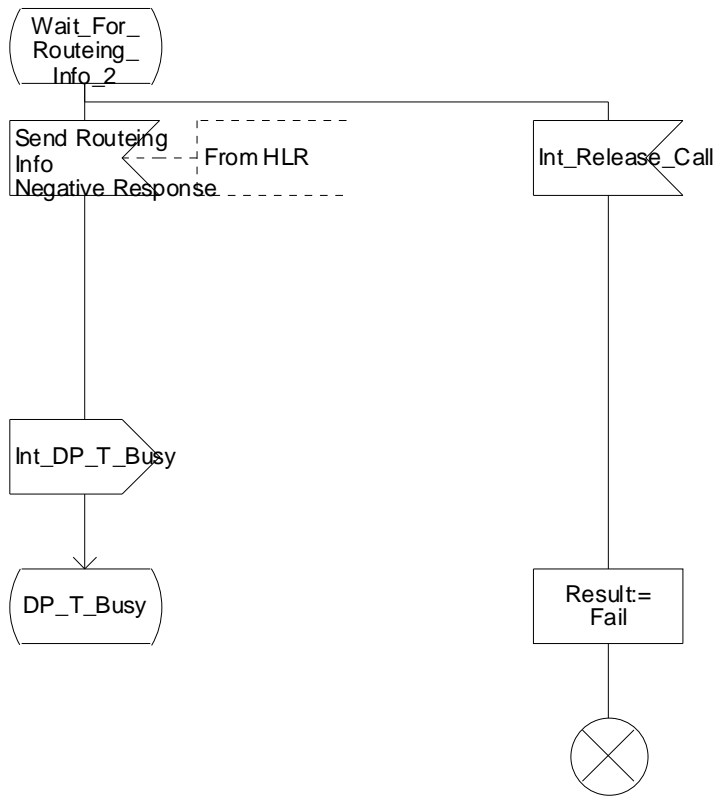 Wait_For_
Routeing_
Info_2
Send Routeing
Info
Negative Response
From HLR
Int_Release_Call
Int_DP_T_Busy
DP_T_Busy
Result:=
Fail